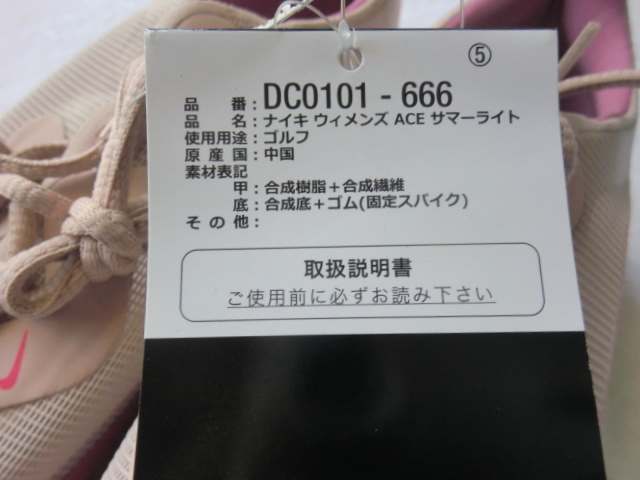 ⑤
品番：DC0101 - 666
品名：ナイキ ウィメンズ ACE サマーライト
使用用途：ゴルフ
原産国：中国
素材表記
甲：合成樹脂＋合成繊維
底：合成底＋ゴム(固定スパイク)
その他：
取扱説明書
ご使用前に必ずお読み下さい